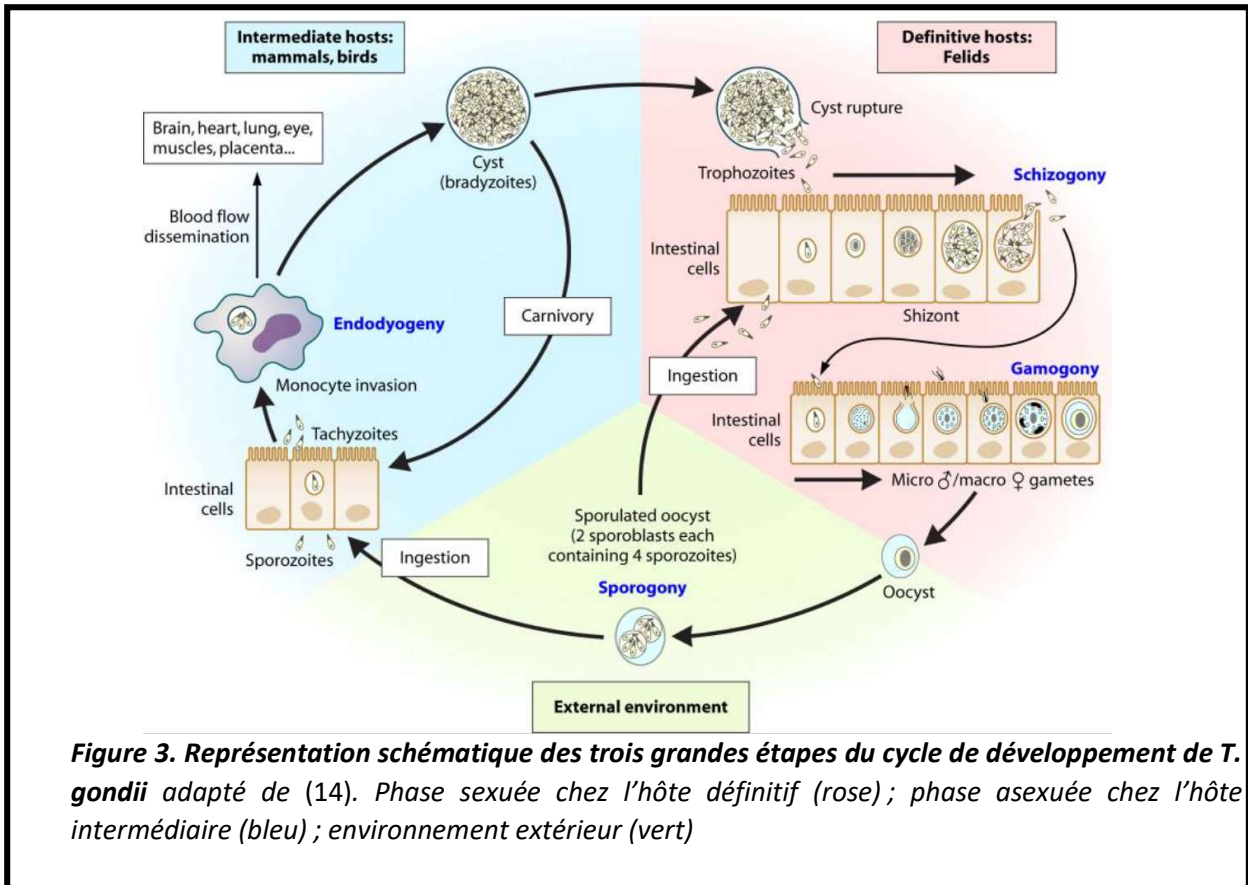 Intermediate hosts:
mammals, birds
Definitive hosts:
Felids
Brain, heart, lung, eye,
muscles, placenta...
Cyst
(bradyzoites)
Cyst rupture
Trophozoites
Schizogony
Blood flow
dissemination
Intestinal
cells
Carnivory
Endodyogeny
Shizont
Monocyte invasion
Ingestion
Gamogony
Tachyzoites
Intestinal
cells
Intestinal
cells
Micro ♂/macro ♀ gametes
Sporulated oocyst
(2 sporoblasts each
containing 4 sporozoites)
Ingestion
Sporozoites
Sporogony
Oocyst
External environment
Figure 3. Représentation schématique des trois grandes étapes du cycle de développement de T.
gondii adapté de (14). Phase sexuée chez l’hôte définitif (rose) ; phase asexuée chez l’hôte
intermédiaire (bleu) ; environnement extérieur (vert)